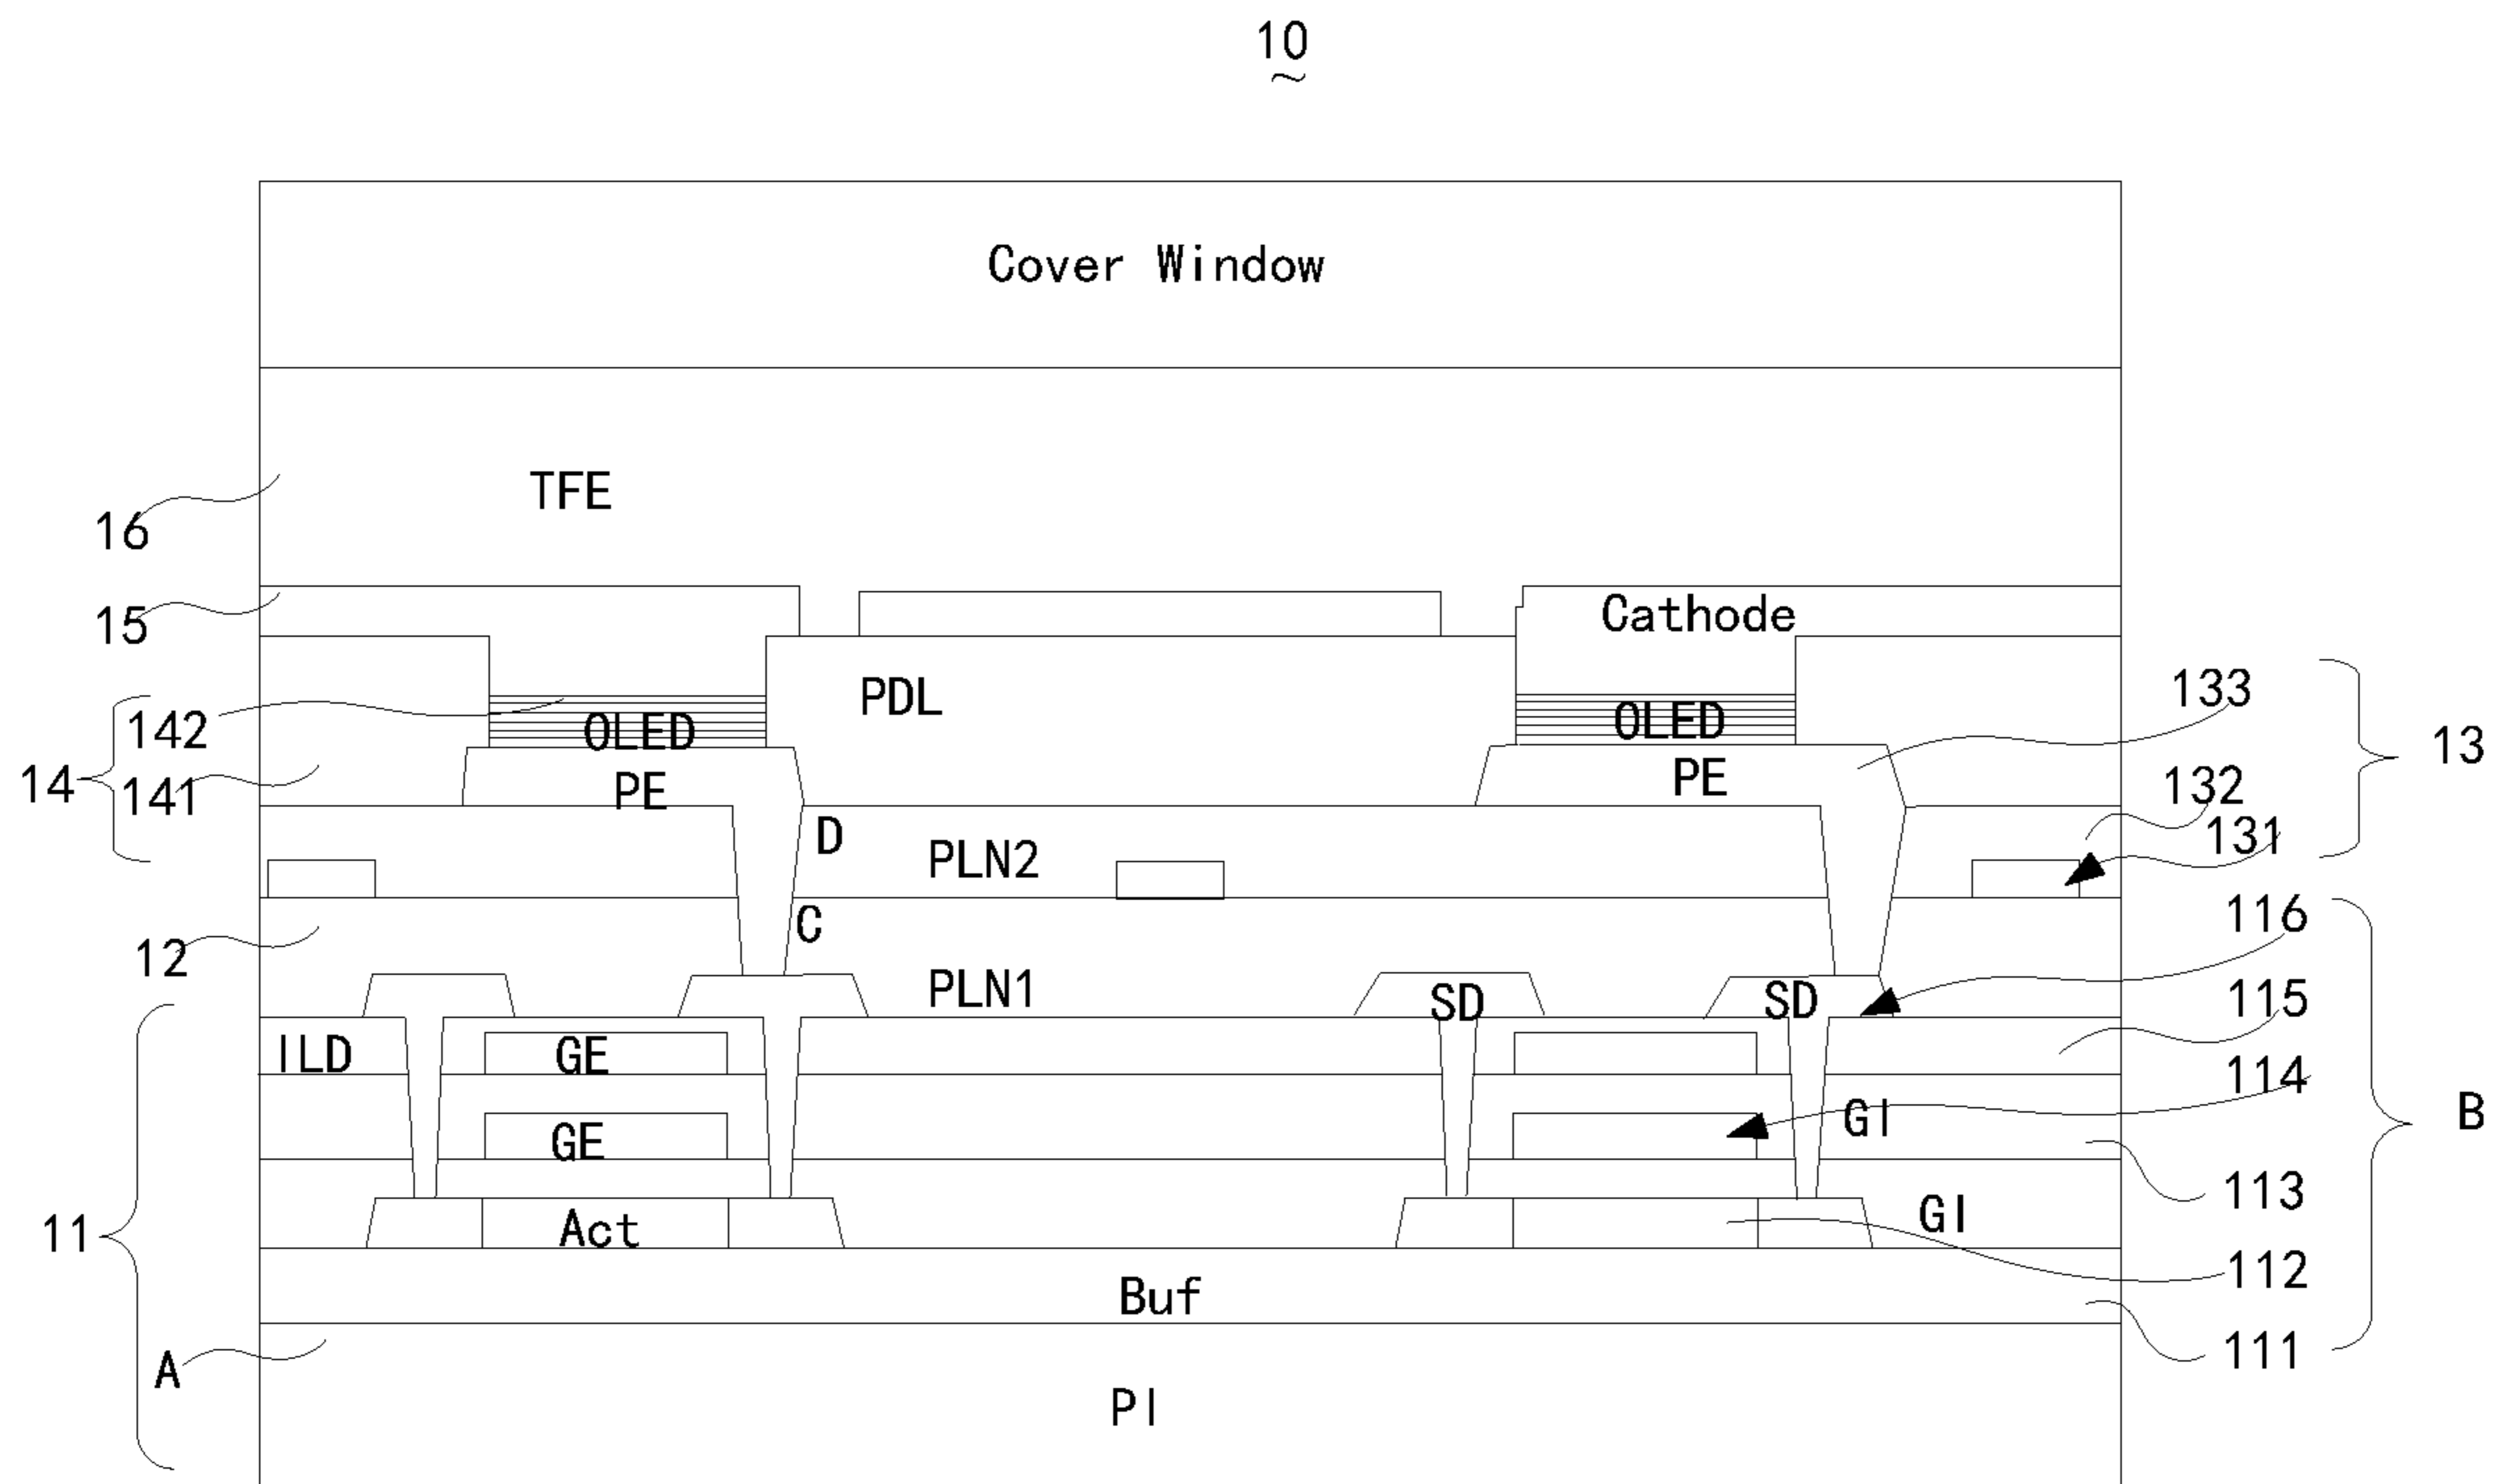 10
Cover Window
TFE
16
15
Cathode
142
OLED
PDL
OLED
133
13
14
141
PE
PE
132
131
D
PLN2
C
12
PLN1
SD
SD
116
115
ILD
GE
114
GE
GI
B
113
11
Act
GI
112
Buf
111
A
PI